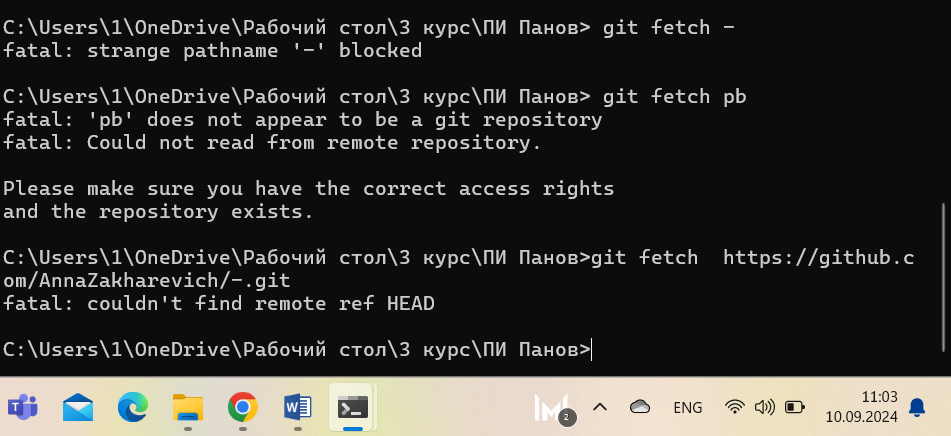 C:\Users\1\OneDrive\Рабочий стол\3 курс\ПИ Панов> git fetch -
fatal: strange pathname '-' blocked
C:\Users\1\OneDrive\Рабочий стол\3 курс\ПИ Панов> git fetch pb
fatal: 'pb' does not appear to be a git repository
fatal: Could not read from remote repository.
Please make sure you have the correct access rights
and the repository exists.
C:\Users\1\OneDrive\Рабочий стол\3 курс\ПИ Панов>git fetch  https://github.c
om/AnnaZakharevich/-.git
fatal: couldn't find remote ref HEAD
C:\Users\1\OneDrive\Рабочий стол\3 курс\ПИ Панов>
2
ENG
11:03
10.09.2024